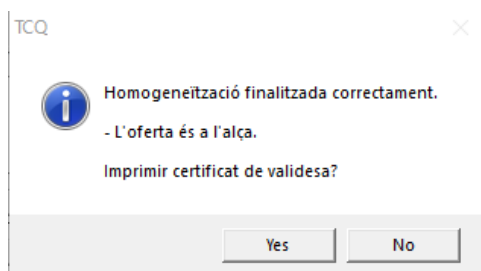 TCQ
Homogeneïtzació finalitzada correctament.
- L'oferta és a l'alça.
Imprimir certificat de validesa?
Yes
No